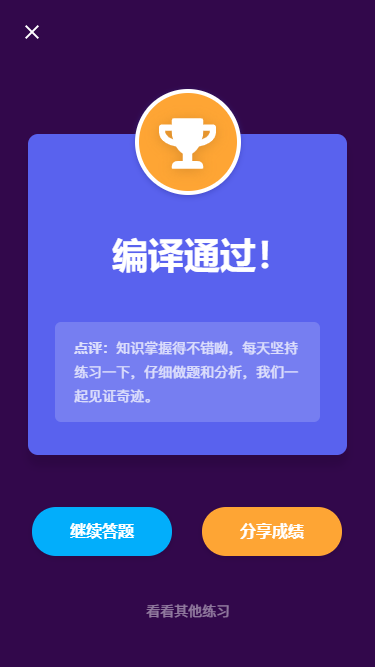 编译通过！
点评：知识掌握得不错呦，每天坚持
练习一下，仔细做题和分析，我们一
起见证奇迹。
继续答题
分享成绩
看看其他练习